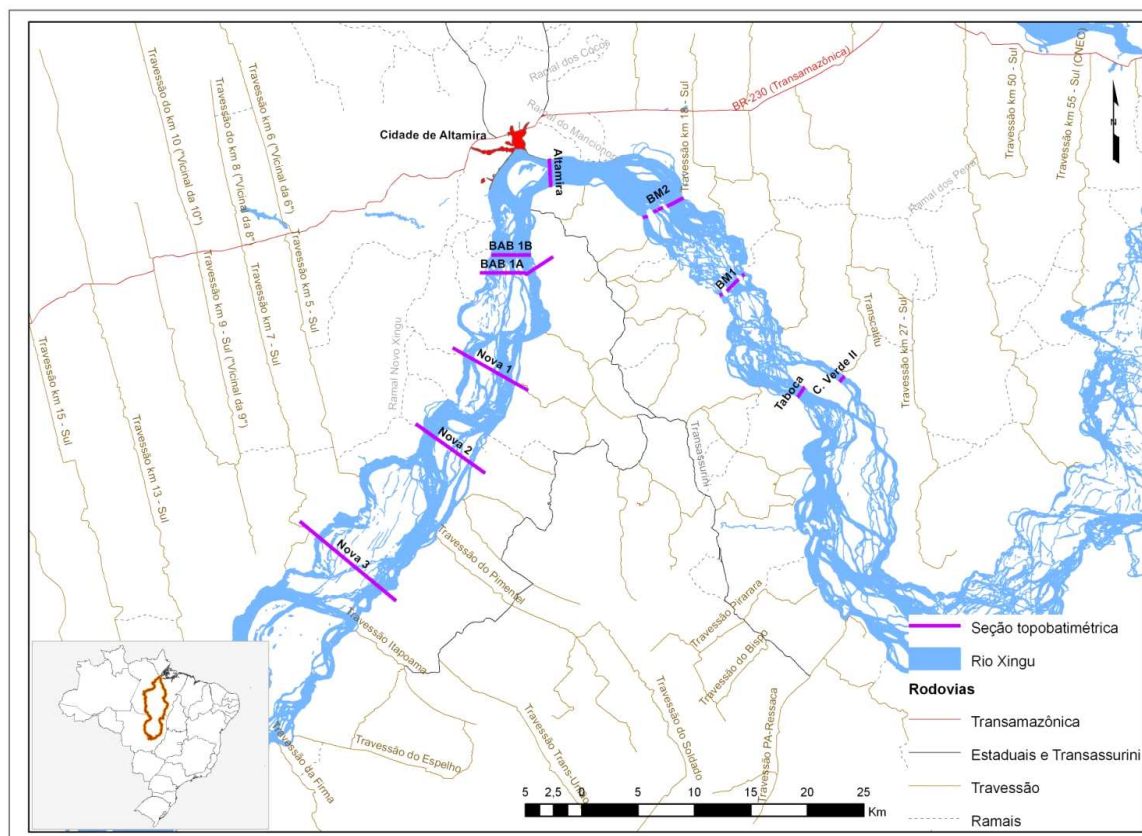 Ramal dos Cocos
BR-230 (Transamazônica)
Travessão km 50 - Sul
Travessão km 55 - Sul (CNEC)
Travessão do km 10 ("Vicinal da 10")
Travessão do km 8 ("Vicinal da 8"
Travessão km 6 ("Vicinal da 6")
Cidade de Altamira
Ramal do Mancionor
Travessão km 18 - Sul
N
Altamira
Ramal dos Penas
BM2
BAB 1B
BAB 1A
BM1
Travessão km 9 - Sul ("Vicinal da 9")
Travessão km 7 - Sul
Travessão km 5 - Sul
Transcatitu
Travessão km 27 - Sul
Ramal Novo Xingu
Nova 1
C. Verde II
Taboca
Travessão km 15 - Sul
Travessão km 13 - Sul
Nova 2
Transassurini
Nova 3
Travessão do Pimentel
Travessão Pirarara
Travessão Itapoama
Travessão do Bispo
Seção topobatimétrica
Rio Xingu
Rodovias
Transamazônica
Estaduais e Transassurini
Travessão
Ramais
Travessão da Firma
Travessão do Espelho
Travessão Trans-União
Travessão do Soldado
Travessão PA-Ressaca
5 2,5 0 5 10 15 20 25
Km